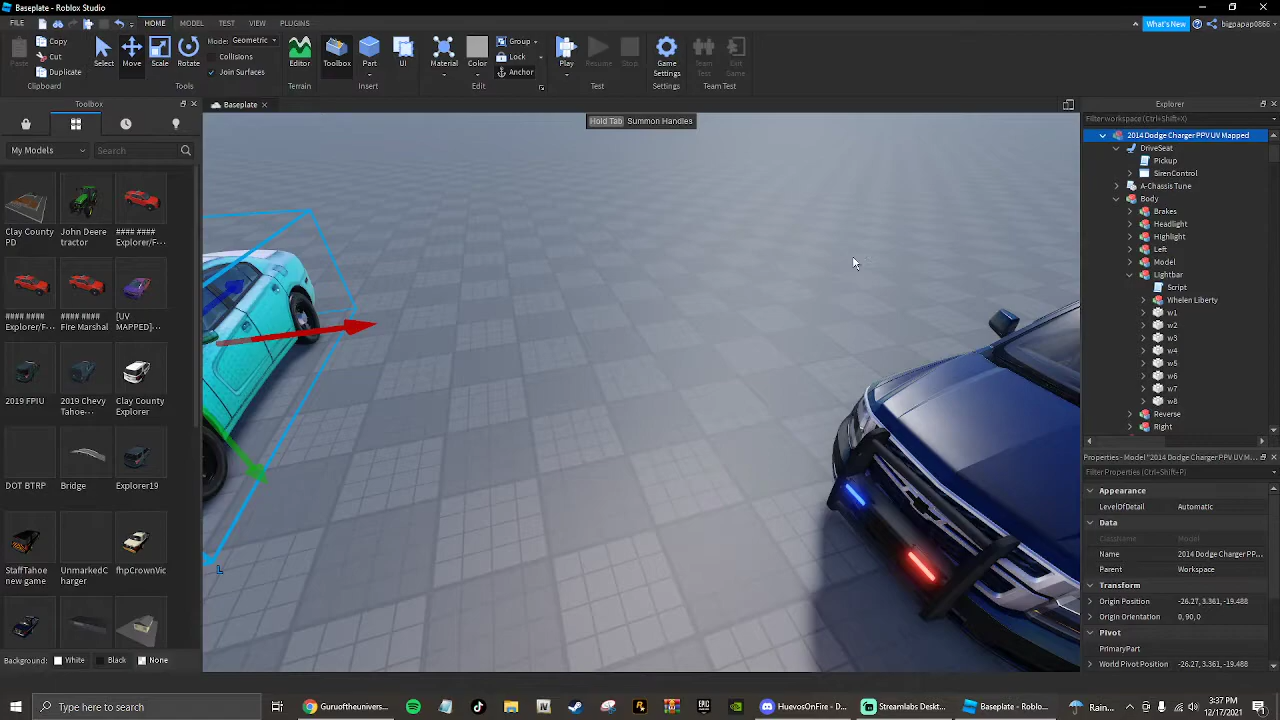 Baseplate - Roblox Studio
FILE HOME MODEL TEST VIEW PLUGINS What's New bigpapap0866
Paste Copy Cut Duplicate Clipboard
Select Move Scale Rotate Mode: Geometric Collisions Join Surfaces Tools
Editor Terrain
Toolbox Part UI Insert
Material Color Group Lock Anchor Edit
Play Resume Stop Test
Game Settings Settings
Team Test Exit Game Team Test
Toolbox
My Models Search
Clay County PD
John Deere tractor
#### #### Explorer/F...
#### #### Explorer/F...
#### #### Fire Marshal
[UV MAPPED]...
2019 FPIU
2019 Chevy Tahoe-...
Clay County Explorer
DOT BTRP
Bridge
Explorer19
StaffTahoe new game
UnmarkedCharger
fhpCrownVic
Background: White Black None
Baseplate
Hold Tab Summon Handles
L
Explorer
Filter workspace (Ctrl+Shift+X)
2014 Dodge Charger PPV UV Mapped
DriveSeat
Pickup
SirenControl
A-Chassis Tune
Body
Brakes
Headlight
Highlight
Left
Model
Lightbar
Script
Whelen Liberty
w1
w2
w3
w4
w5
w6
w7
w8
Reverse
Right
Properties - Model "2014 Dodge Charger PPV UV M...
Filter Properties (Ctrl+Shift+P)
Appearance
LevelOfDetail Automatic
Data
ClassName Model
Name 2014 Dodge Charger PP...
Parent Workspace
Transform
Origin Position -26.27, 3.361, -19.488
Origin Orientation 0, 90, 0
Pivot
PrimaryPart
World Pivot Position -26.27, 3.361, -19.488
Type here to search
Guruoftheunivers...
HuevosOnFire - D...
Streamlabs Deskt...
Baseplate - Roblo...
Rain...
3:37 PM
12/17/2021